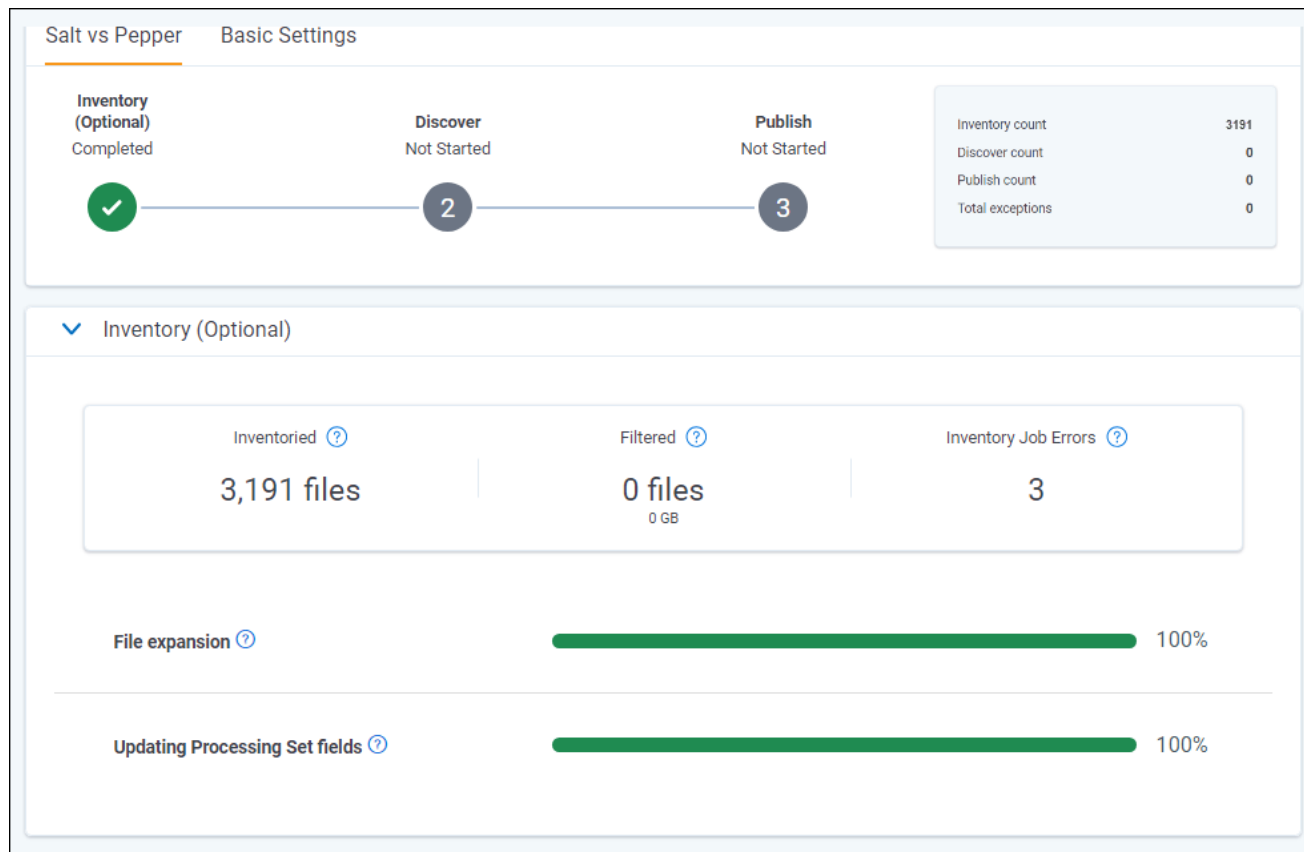 Salt vs Pepper Basic Settings
Inventory
(Optional)
Completed
Discover
Not Started
2
Publish
Not Started
3
Inventory count 3191
Discover count 0
Publish count 0
Total exceptions 0
Inventory (Optional)
Inventoried ?
3,191 files
Filtered ?
0 files
0 GB
Inventory Job Errors ?
3
File expansion ? 100%
Updating Processing Set fields ? 100%